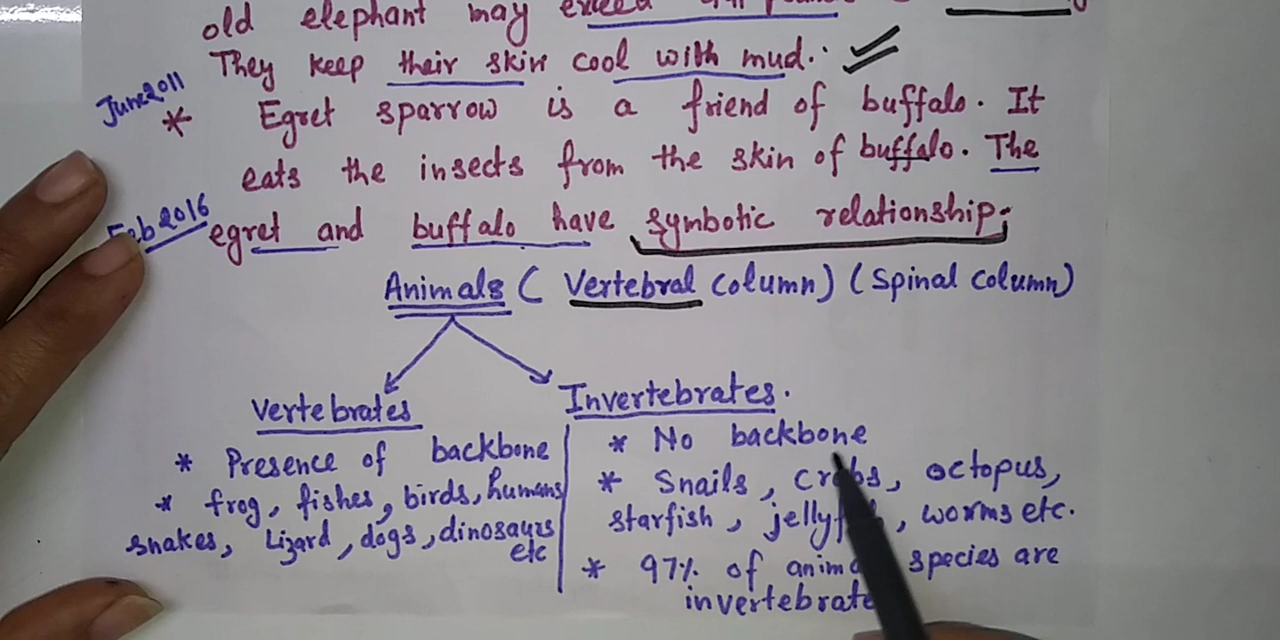 old elephant may exceed
They keep their skin cool with mud.
June 2011
* Egret sparrow is a friend of buffalo. It
eats the insects from the skin of buffalo. The
Feb 2016
egret and buffalo have symbotic relationship.
Animals ( Vertebral Column) (Spinal Column)
Vertebrates
* Presence of backbone
* frog, fishes, birds, humans
snakes, Lizard, dogs, dinosaurs
etc
Invertebrates.
* No backbone
* Snails, crabs, octopus,
starfish, jellyfish, worms etc.
* 97% of animal species are
invertebrate